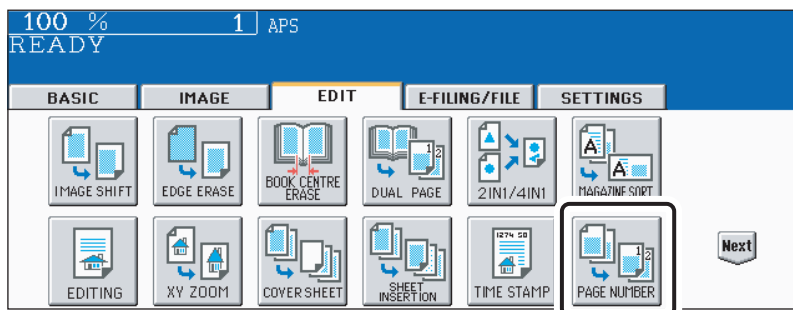 100 % 1 APS
READY
BASIC IMAGE EDIT E-FILING/FILE SETTINGS
IMAGE SHIFT EDGE ERASE BOOK CENTRE ERASE DUAL PAGE 2IN1/4IN1 MAGAZINE SORT
EDITING XY ZOOM COVER SHEET SHEET INSERTION TIME STAMP PAGE NUMBER Next